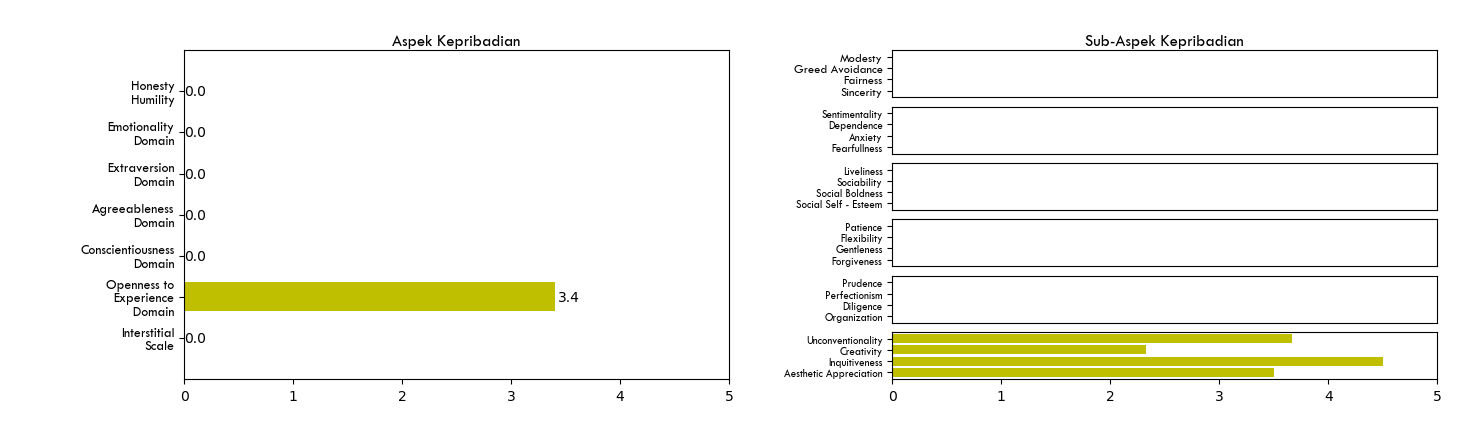 Aspek Kepribadian
Honesty
Humility
0.0
Emotionality
Domain
0.0
Extraversion
Domain
0.0
Agreeableness
Domain
0.0
Conscientiousness
Domain
0.0
Openness to
Experience
Domain
3.4
Interstitial
Scale
0.0
0 1 2 3 4 5
Sub-Aspek Kepribadian
Modesty
Greed Avoidance
Fairness
Sincerity
Sentimentality
Dependence
Anxiety
Fearfullness
Liveliness
Sociability
Social Boldness
Social Self - Esteem
Patience
Flexibility
Gentleness
Forgiveness
Prudence
Perfectionism
Diligence
Organization
Unconventionality
Creativity
Inquitiveness
Aesthetic Appreciation
0 1 2 3 4 5